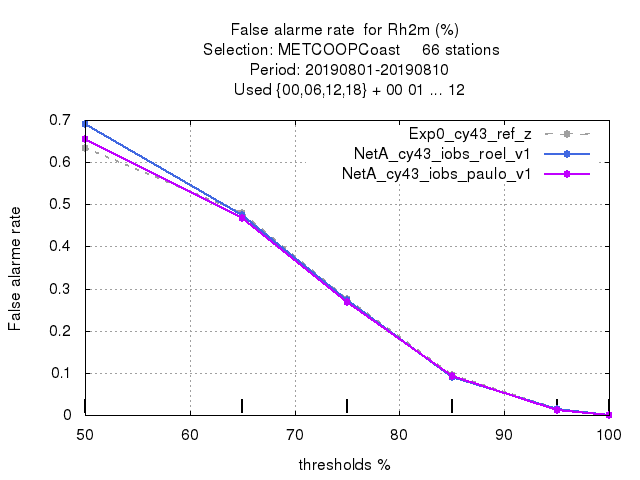 False alarme rate  for Rh2m (%)
Selection: METCOOPCoast     66 stations
Period: 20190801-20190810
Used {00,06,12,18} + 00 01 ... 12
Exp0_cy43_ref_z
NetA_cy43_iobs_roel_v1
NetA_cy43_iobs_paulo_v1
False alarme rate
0.7
0.6
0.5
0.4
0.3
0.2
0.1
0
50 60 70 80 90 100
thresholds %